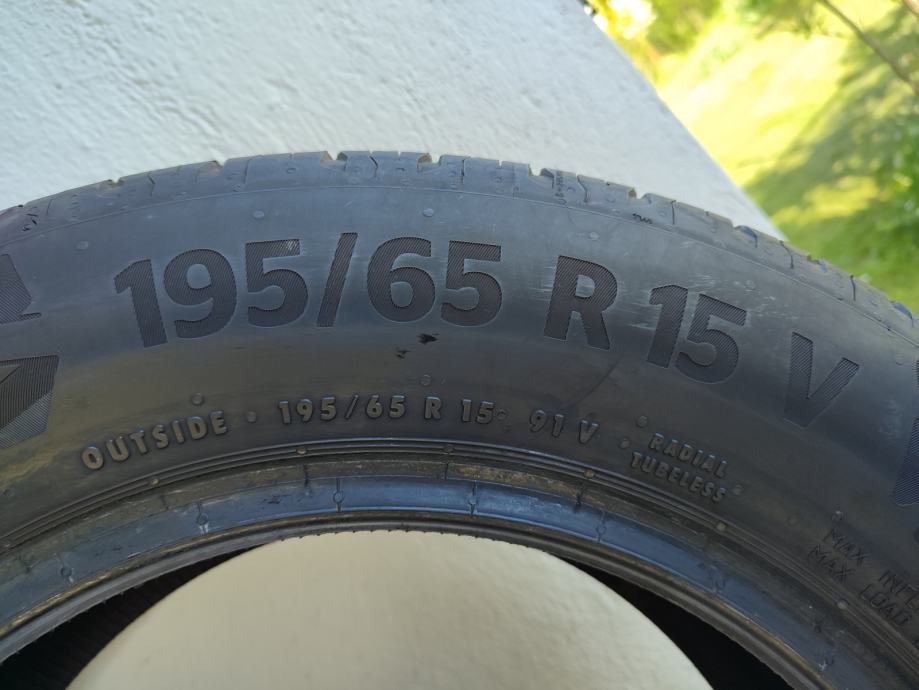 195/65 R 15 V
OUTSIDE 195/65 R 15 91 V
RADIAL
TUBELESS
MAX
MAX LOAD